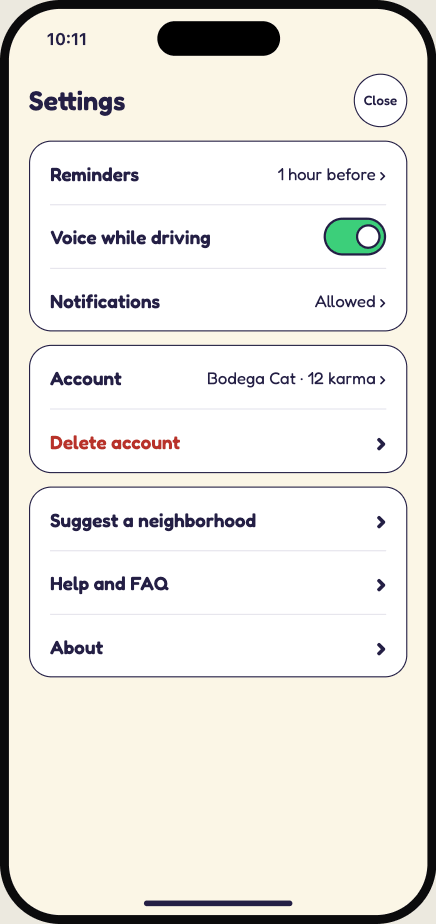 10:11
Settings
Close
Reminders 1 hour before ›
Voice while driving
Notifications Allowed ›
Account Bodega Cat · 12 karma ›
Delete account ›
Suggest a neighborhood ›
Help and FAQ ›
About ›